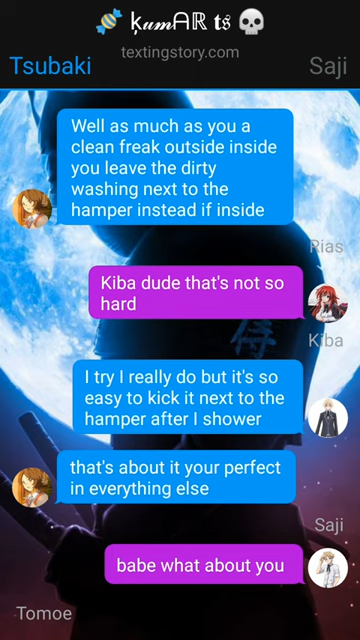 🍬 ķ𝓾𝓶ᗩℝ 𝖙𝖘 💀
textingstory.com
Tsubaki Saji
Well as much as you a
clean freak outside inside
you leave the dirty
washing next to the
hamper instead if inside
Rias
Kiba dude that's not so
hard
Kiba
I try I really do but it's so
easy to kick it next to the
hamper after I shower
that's about it your perfect
in everything else
Saji
babe what about you
Tomoe
侍